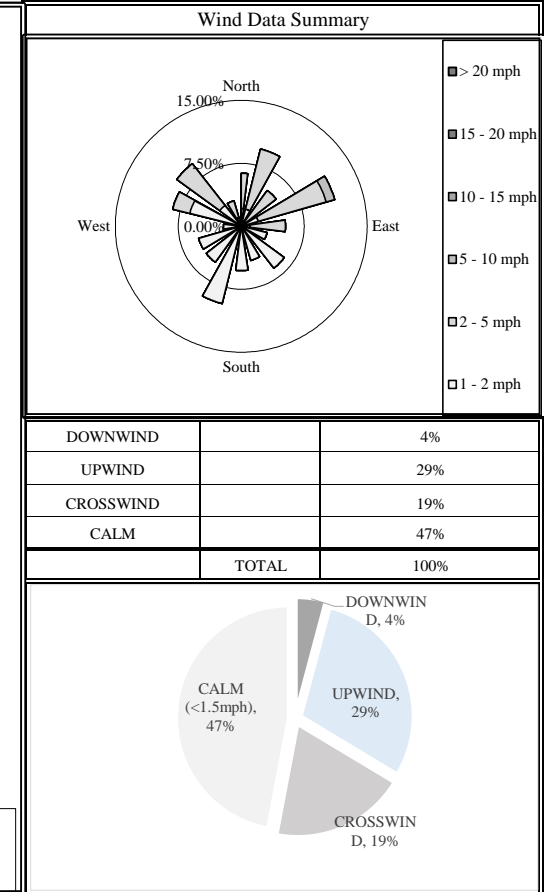 Wind Data Summary
North
15.00%
7.50%
West
0.00%
East
South
> 20 mph
15 - 20 mph
10 - 15 mph
5 - 10 mph
2 - 5 mph
1 - 2 mph
DOWNWIND 4%
UPWIND 29%
CROSSWIND 19%
CALM 47%
TOTAL 100%
DOWNWIN
D, 4%
UPWIND,
29%
CROSSWIN
D, 19%
CALM
(<1.5mph),
47%